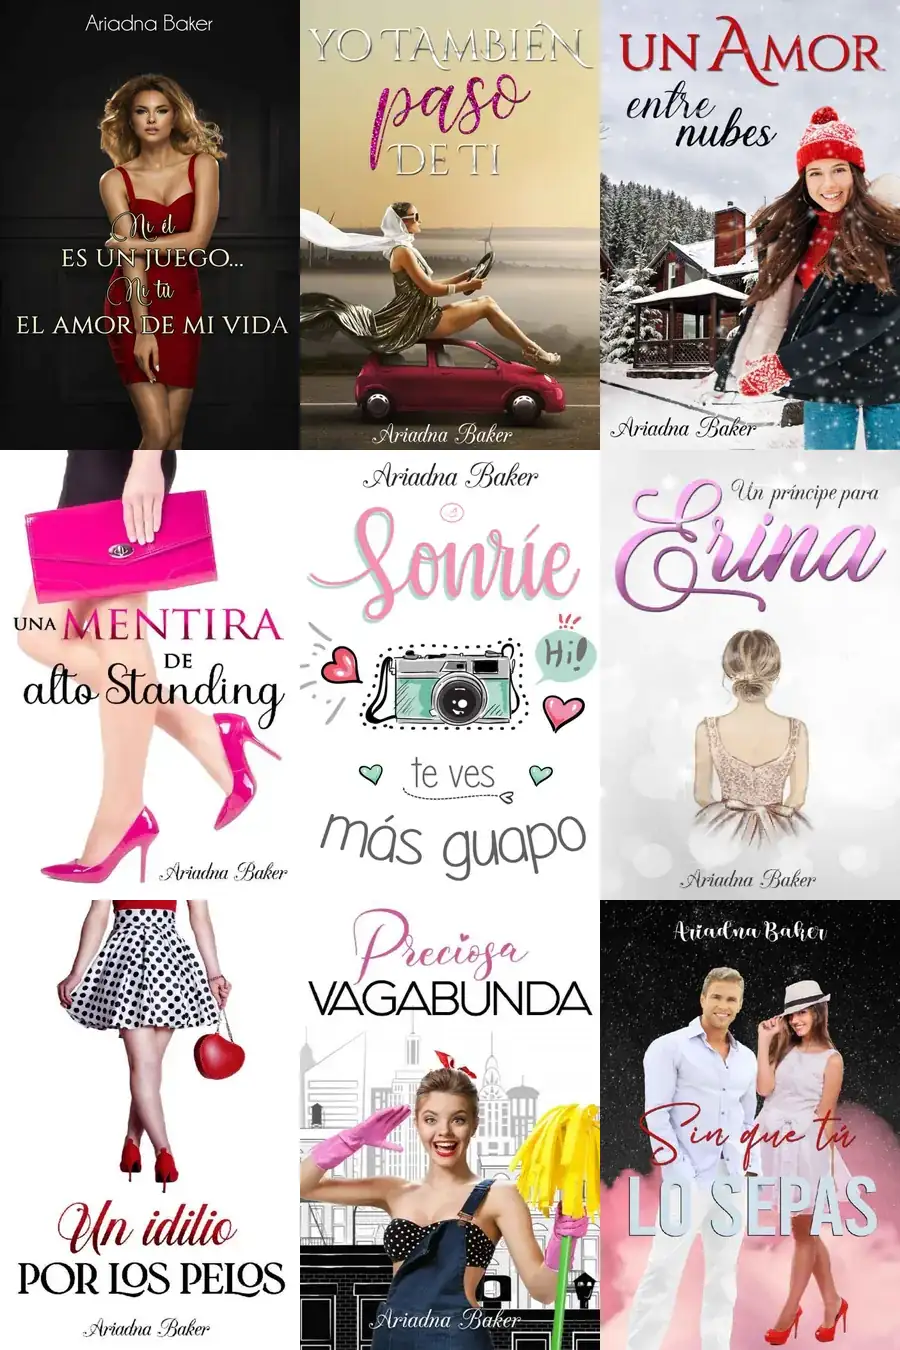 Ariadna Baker
Ni él
ES UN JUEGO...
Ni tú
EL AMOR DE MI VIDA
YO TAMBIÉN
paso
DE TI
Ariadna Baker
UN AMOR
entre
nubes
Ariadna Baker
UNA MENTIRA
DE
alto Standing
Ariadna Baker
Ariadna Baker
Sonríe
Hi!
te ves
más guapo
Un príncipe para
Erina
Ariadna Baker
Un idilio
POR LOS PELOS
Ariadna Baker
Preciosa
VAGABUNDA
Ariadna Baker
Ariadna Baker
Sin que tú
LO SEPAS